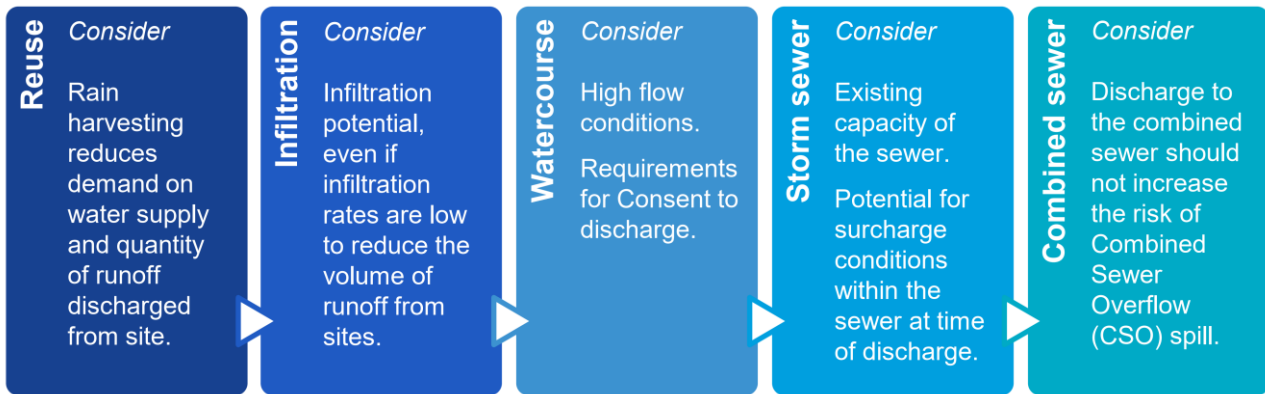 Reuse
Consider
Rain
harvesting
reduces
demand on
water supply
and quantity
of runoff
discharged
from site.
Infiltration
Consider
Infiltration
potential,
even if
infiltration
rates are low
to reduce the
volume of
runoff from
sites.
Watercourse
Consider
High flow
conditions.
Requirements
for Consent to
discharge.
Storm sewer
Consider
Existing
capacity of
the sewer.
Potential for
surcharge
conditions
within the
sewer at time
of discharge.
Combined sewer
Consider
Discharge to
the combined
sewer should
not increase
the risk of
Combined
Sewer
Overflow
(CSO) spill.